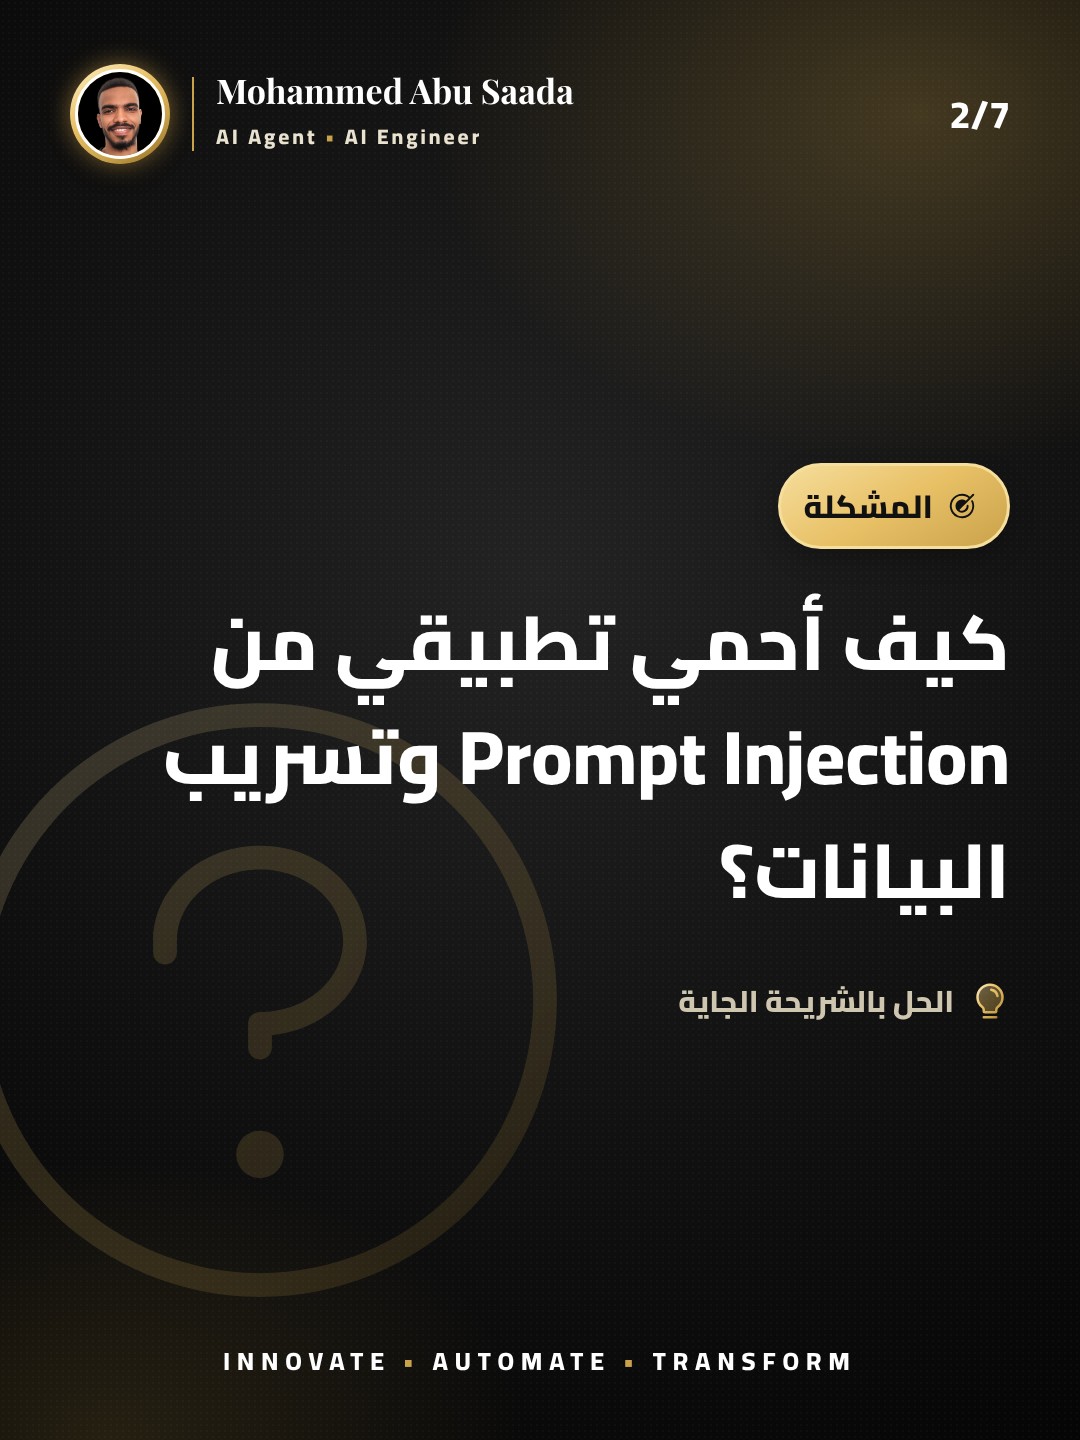 Mohammed Abu Saada
AI Agent ▪ AI Engineer
2/7
المشكلة
كيف أحمي تطبيقي من
Prompt Injection وتسريب
البيانات؟
الحل بالشريحة الجاية
INNOVATE ▪ AUTOMATE ▪ TRANSFORM